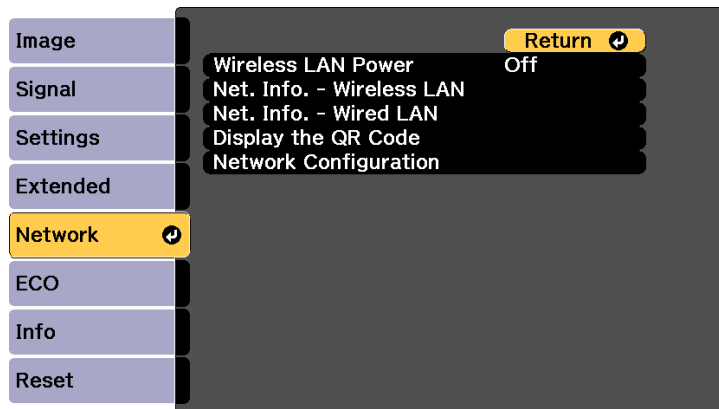 Image
Signal
Settings
Extended
Network
ECO
Info
Reset
Return
Wireless LAN Power Off
Net. Info. - Wireless LAN
Net. Info. - Wired LAN
Display the QR Code
Network Configuration